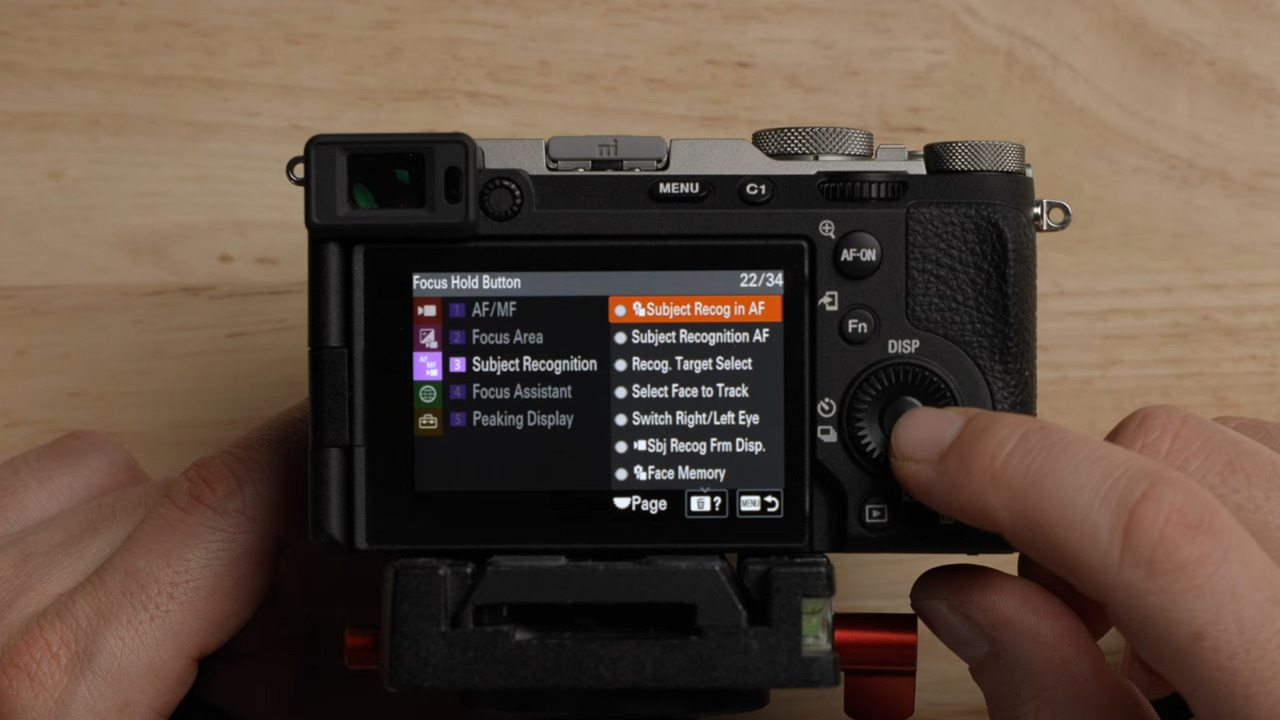 MENU
C1
AF-ON
Fn
DISP
Focus Hold Button 22/34
AF/MF
1 AF/MF
2 Focus Area
3 Subject Recognition
4 Focus Assistant
5 Peaking Display
Subject Recog in AF
Subject Recognition AF
Recog. Target Select
Select Face to Track
Switch Right/Left Eye
Sbj Recog Frm Disp.
Face Memory
Page ? MENU